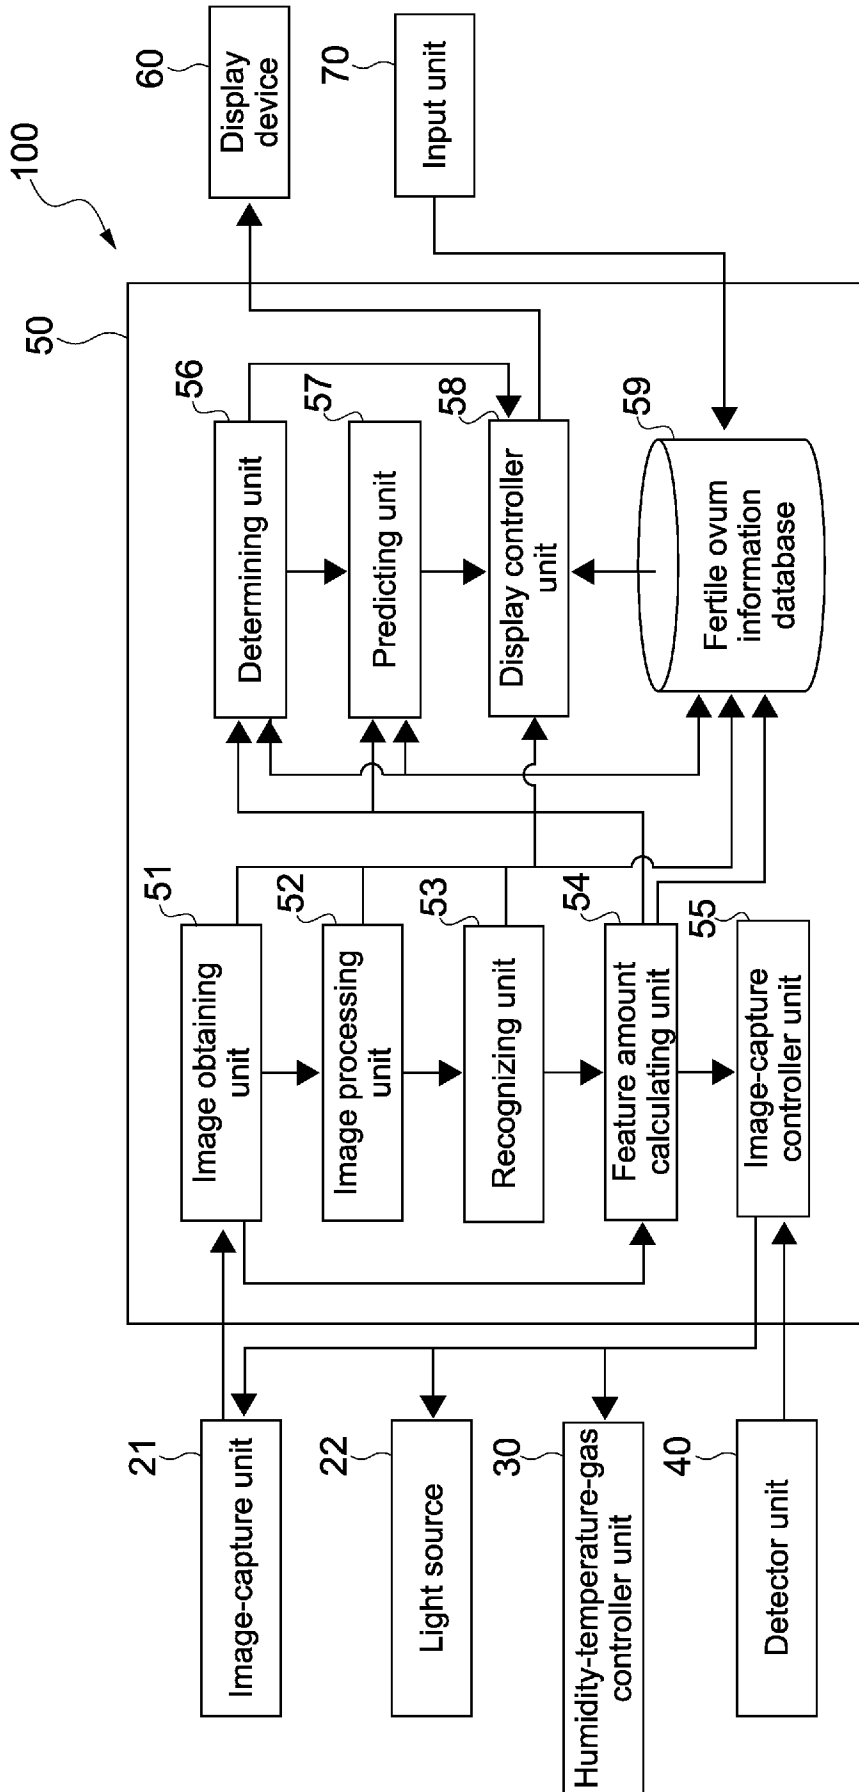 100
21
Image-capture unit
22
Light source
30
Humidity-temperature-gas
controller unit
40
Detector unit
50
51
Image obtaining
unit
52
Image processing
unit
53
Recognizing unit
54
Feature amount
calculating unit
55
Image-capture
controller unit
56
Determining unit
57
Predicting unit
58
Display controller
unit
59
Fertile ovum
information
database
60
Display
device
70
Input unit